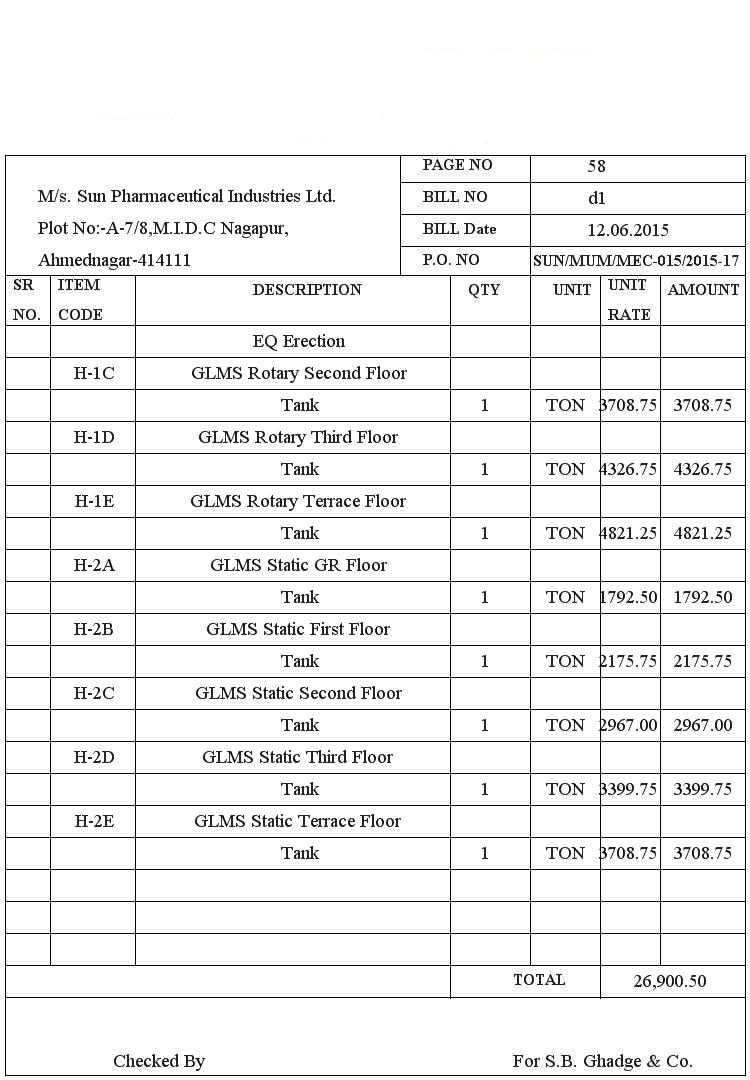 PAGE NO 58
M/s. Sun Pharmaceutical Industries Ltd. BILL NO d1
Plot No:-A-7/8,M.I.D.C Nagapur, BILL Date 12.06.2015
Ahmednagar-414111 P.O. NO SUN/MUM/MEC-015/2015-17
SR NO. ITEM CODE DESCRIPTION QTY UNIT UNIT RATE AMOUNT
EQ Erection
H-1C GLMS Rotary Second Floor
Tank 1 TON 3708.75 3708.75
H-1D GLMS Rotary Third Floor
Tank 1 TON 4326.75 4326.75
H-1E GLMS Rotary Terrace Floor
Tank 1 TON 4821.25 4821.25
H-2A GLMS Static GR Floor
Tank 1 TON 1792.50 1792.50
H-2B GLMS Static First Floor
Tank 1 TON 2175.75 2175.75
H-2C GLMS Static Second Floor
Tank 1 TON 2967.00 2967.00
H-2D GLMS Static Third Floor
Tank 1 TON 3399.75 3399.75
H-2E GLMS Static Terrace Floor
Tank 1 TON 3708.75 3708.75
TOTAL 26,900.50
Checked By For S.B. Ghadge & Co.